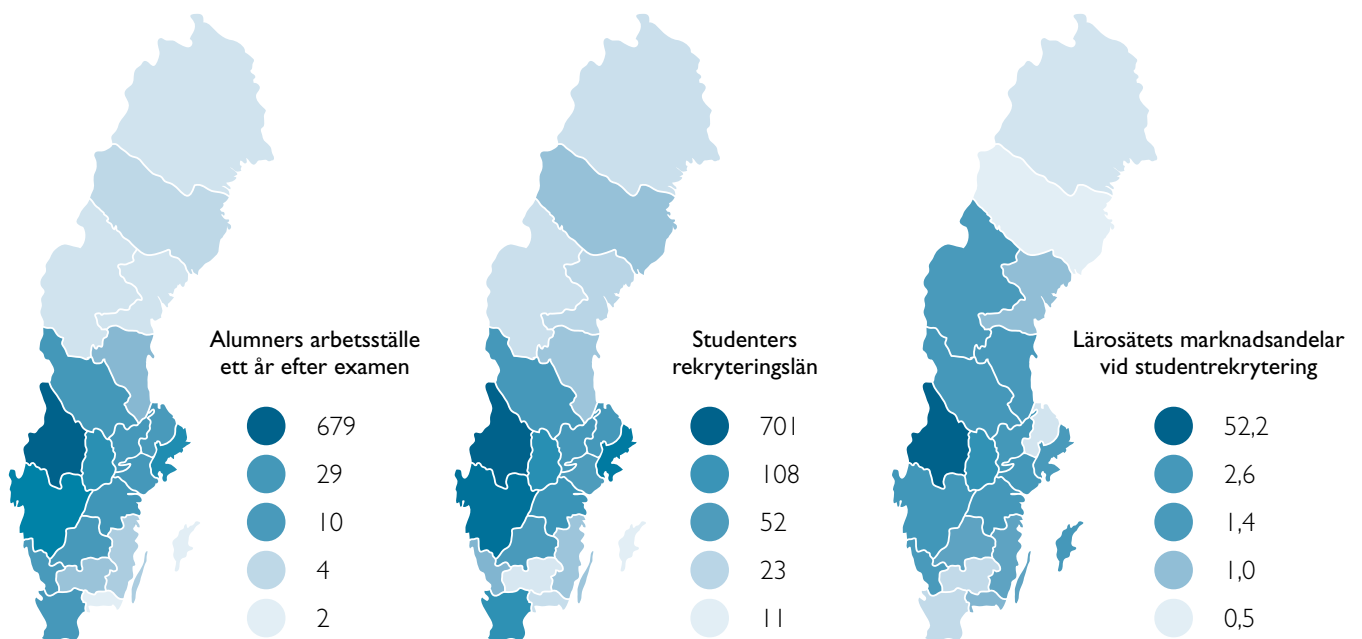 Alumners arbetsställe
ett år efter examen
679
29
10
4
2
Studenters
rekryteringslän
701
108
52
23
11
Lärosätets marknadsandelar
vid studentrekrytering
52,2
2,6
1,4
1,0
0,5